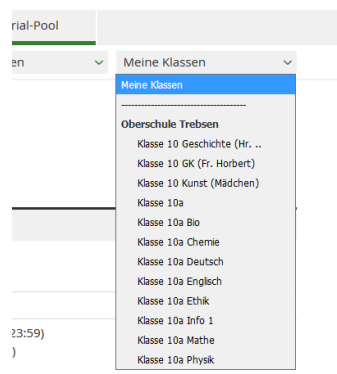 rial-Pool
en
Meine Klassen
Meine Klassen
--------------------------------------
Oberschule Trebsen
Klasse 10 Geschichte (Hr. ..
Klasse 10 GK (Fr. Horbert)
Klasse 10 Kunst (Mädchen)
Klasse 10a
Klasse 10a Bio
Klasse 10a Chemie
Klasse 10a Deutsch
Klasse 10a Englisch
Klasse 10a Ethik
Klasse 10a Info 1
23:59)
Klasse 10a Mathe
)
Klasse 10a Physik